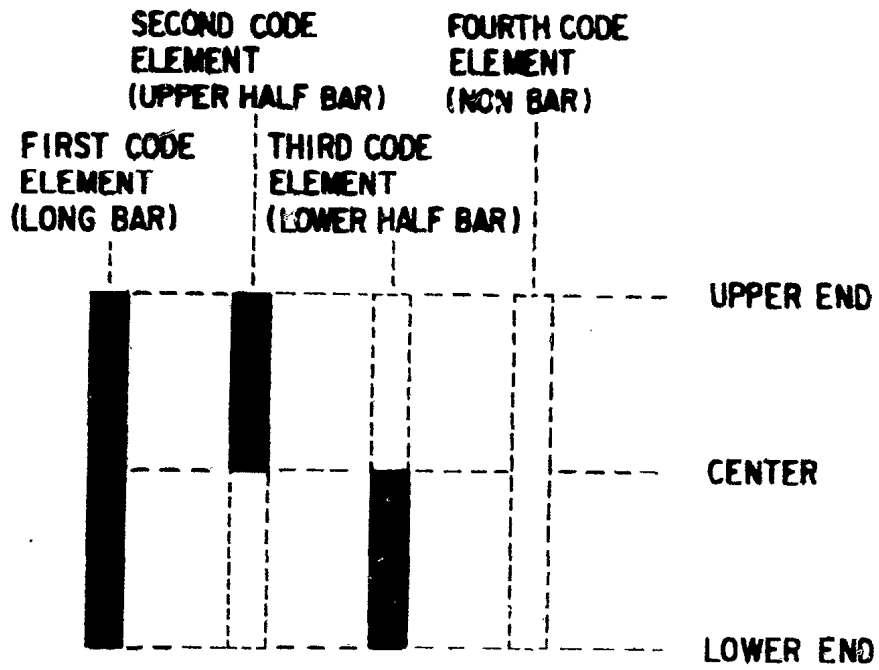 SECOND CODE
ELEMENT
(UPPER HALF BAR)
FOURTH CODE
ELEMENT
(NON BAR)
FIRST CODE
ELEMENT
(LONG BAR)
THIRD CODE
ELEMENT
(LOWER HALF BAR)
UPPER END
CENTER
LOWER END